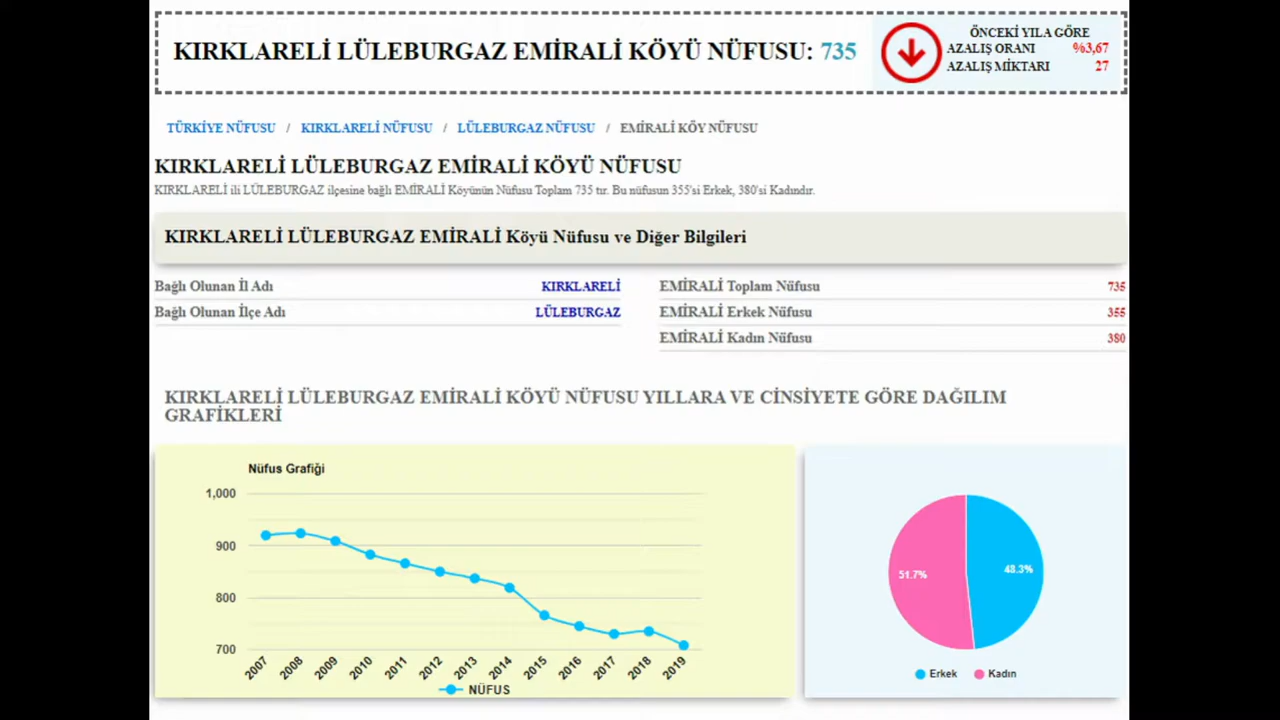 KIRKLARELİ LÜLEBURGAZ EMİRALİ KÖYÜ NÜFUSU: 735
ÖNCEKİ YILA GÖRE
AZALIŞ ORANI %3,67
AZALIŞ MİKTARI 27
TÜRKİYE NÜFUSU / KIRKLARELİ NÜFUSU / LÜLEBURGAZ NÜFUSU / EMİRALİ KÖY NÜFUSU
KIRKLARELİ LÜLEBURGAZ EMİRALİ KÖYÜ NÜFUSU
KIRKLARELİ ili LÜLEBURGAZ ilçesine bağlı EMİRALİ Köyünün Nüfusu Toplam 735 tır. Bu nüfusun 355'si Erkek, 380'si Kadındır.
KIRKLARELİ LÜLEBURGAZ EMİRALİ Köyü Nüfusu ve Diğer Bilgileri
Bağlı Olunan İl Adı KIRKLARELİ
Bağlı Olunan İlçe Adı LÜLEBURGAZ
EMİRALİ Toplam Nüfusu 735
EMİRALİ Erkek Nüfusu 355
EMİRALİ Kadın Nüfusu 380
KIRKLARELİ LÜLEBURGAZ EMİRALİ KÖYÜ NÜFUSU YILLARA VE CİNSİYETE GÖRE DAĞILIM
GRAFİKLERİ
Nüfus Grafiği
1,000
900
800
700
2007 2008 2009 2010 2011 2012 2013 2014 2015 2016 2017 2018 2019
NÜFUS
51.7% 48.3%
Erkek Kadın